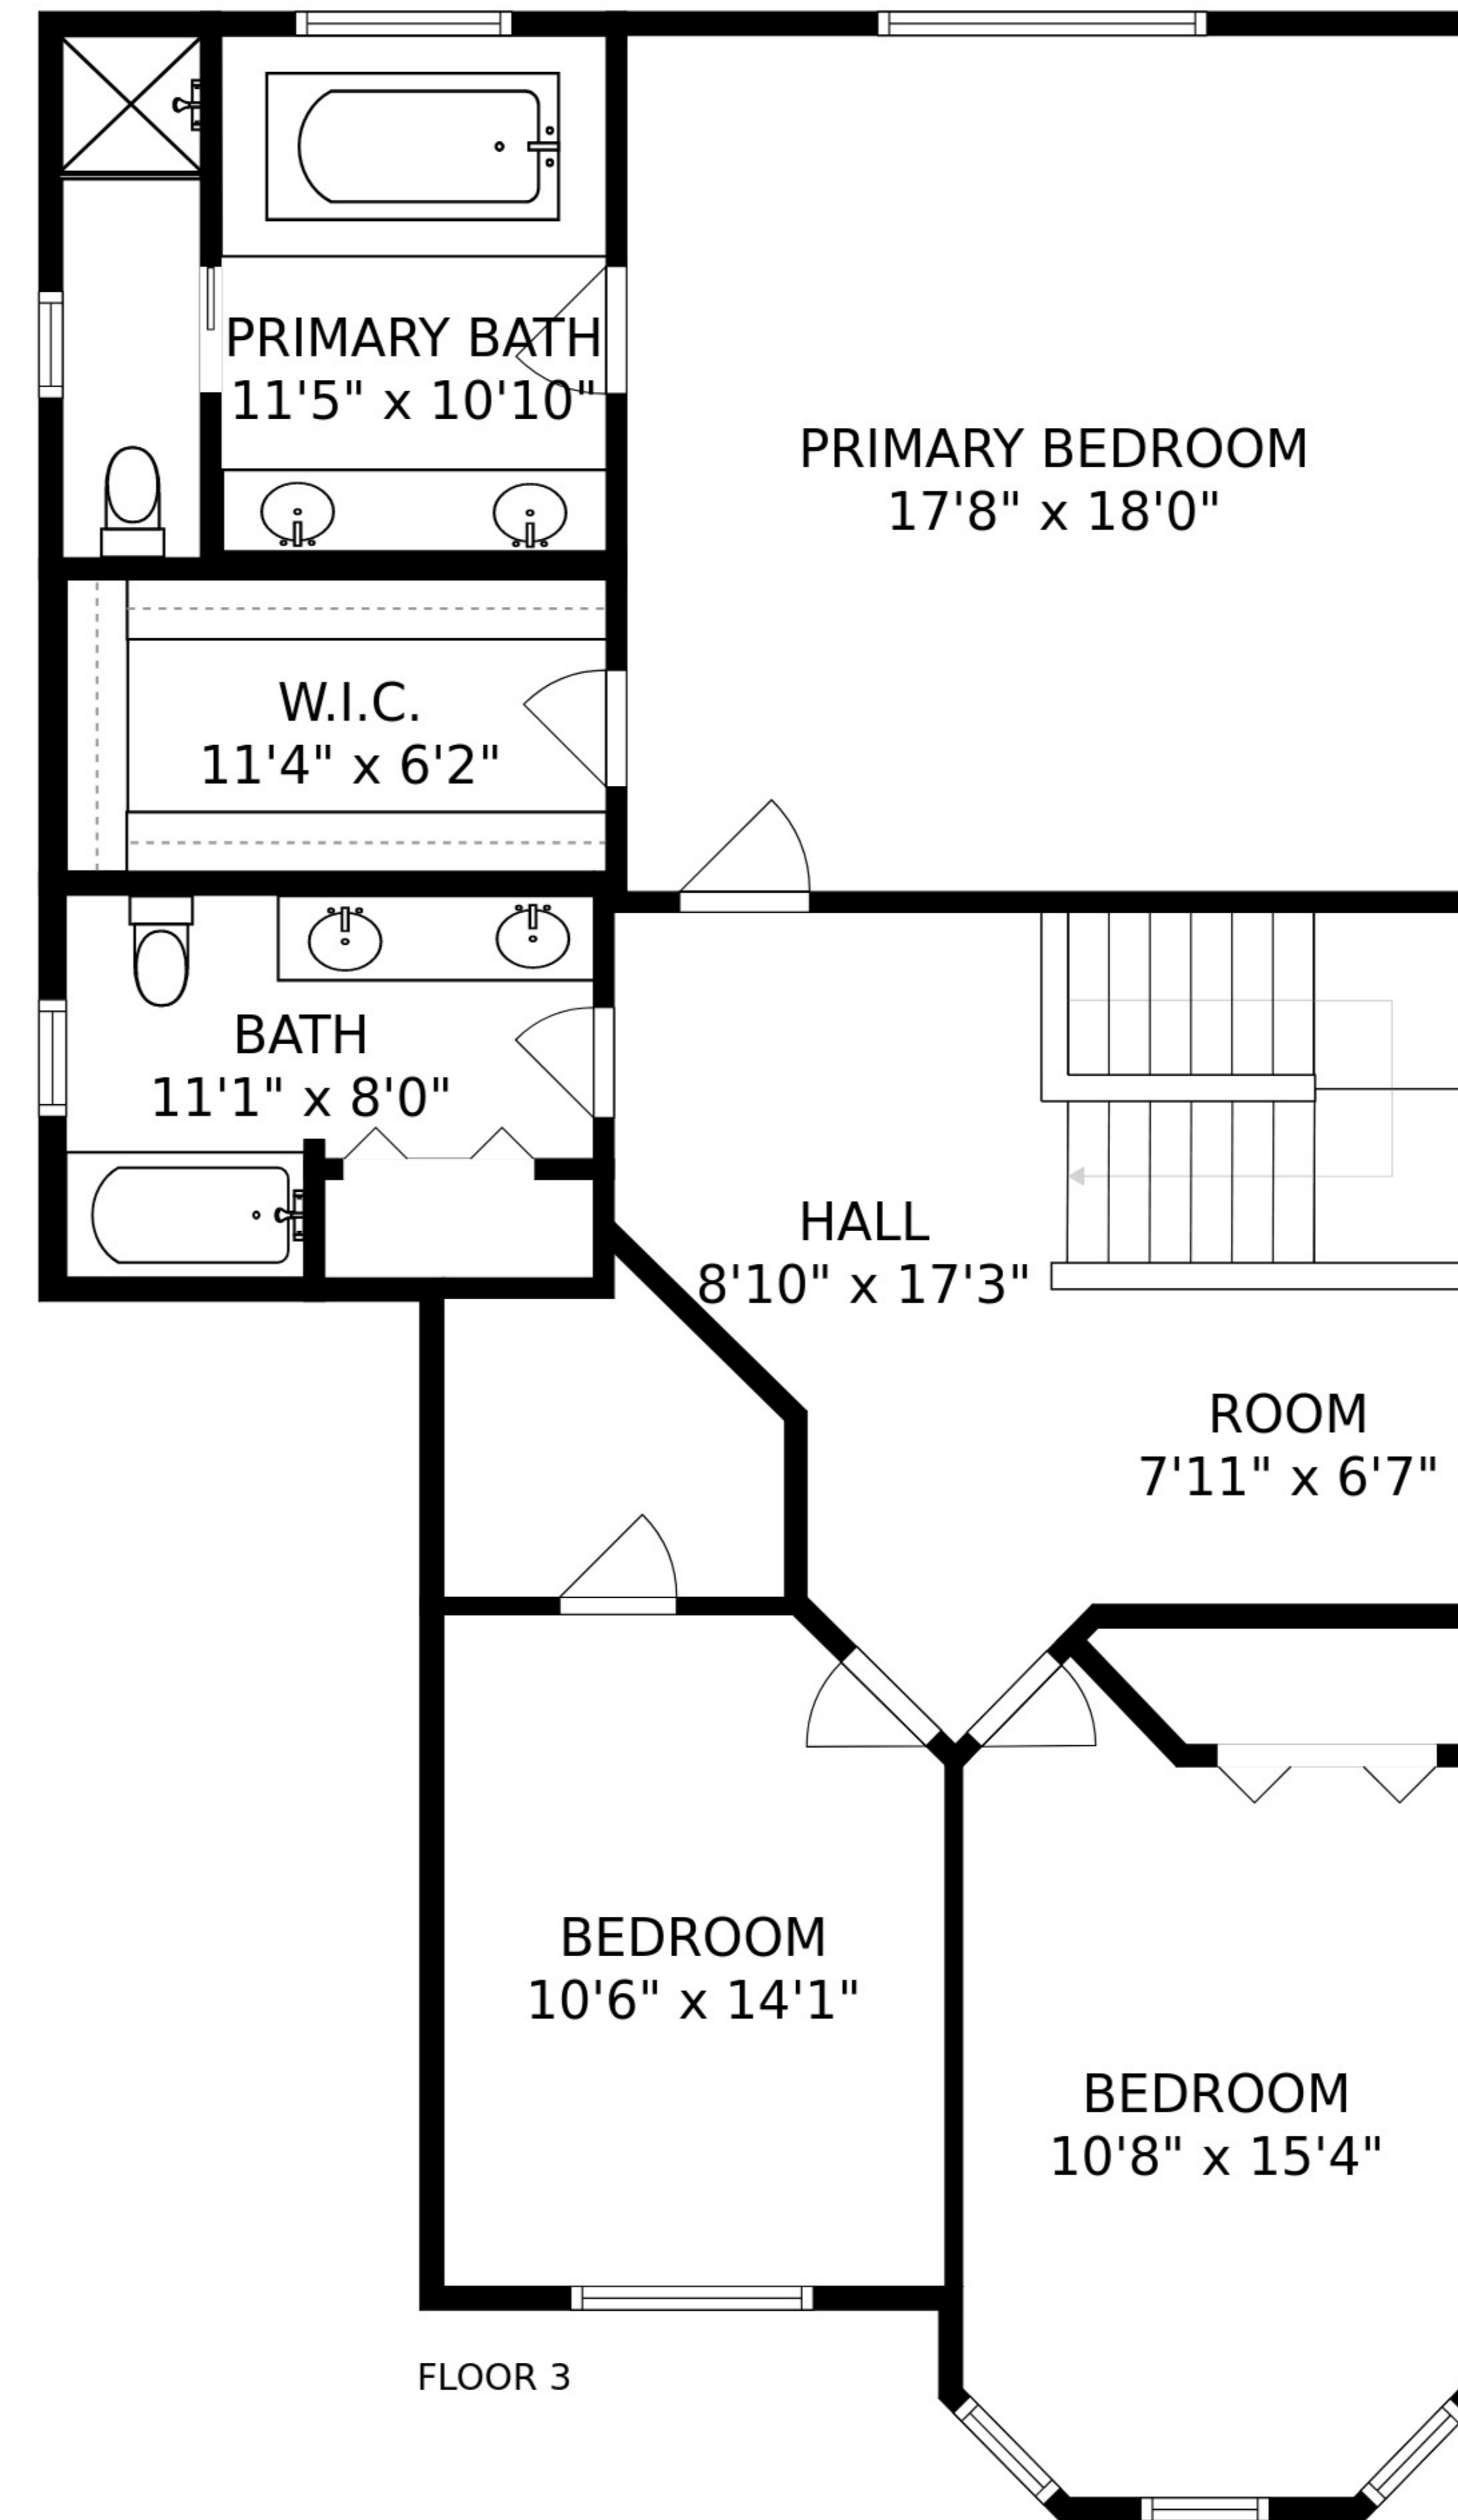 PRIMARY BATH
11'5" x 10'10"
PRIMARY BEDROOM
17'8" x 18'0"
W.I.C.
11'4" x 6'2"
BATH
11'1" x 8'0"
HALL
8'10" x 17'3"
ROOM
7'11" x 6'7"
BEDROOM
10'6" x 14'1"
BEDROOM
10'8" x 15'4"
FLOOR 3